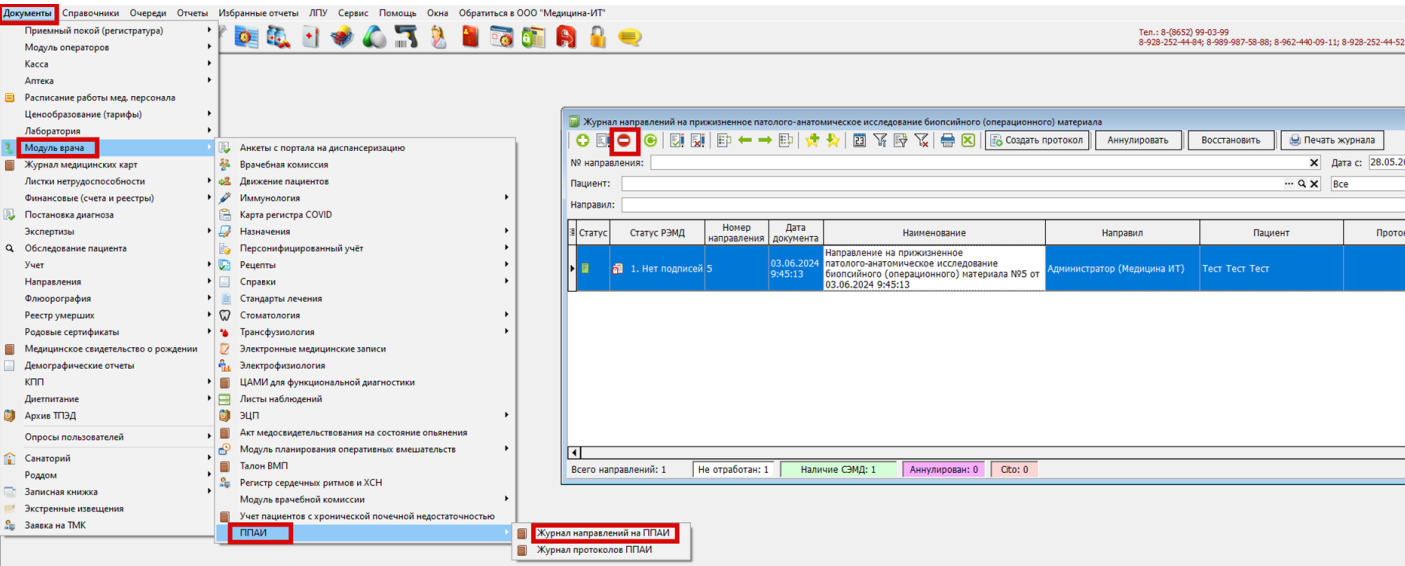 Документы Справочники Очереди Отчеты Избранные отчеты ЛПУ Сервис Помощь Окна Обратиться в ООО "Медицина-ИТ"
Тел.: 8-(8652) 99-03-99
8-928-252-44-84; 8-989-987-58-88; 8-962-440-09-11; 8-928-252-44-52
Приемный покой (регистратура)
Модуль операторов
Касса
Аптека
Расписание работы мед. персонала
Ценообразование (тарифы)
Лаборатория
Модуль врача
Журнал медицинских карт
Листки нетрудоспособности
Финансовые (счета и реестры)
Постановка диагноза
Экспертизы
Обследование пациента
Учет
Направления
Флюорография
Реестр умерших
Родовые сертификаты
Медицинское свидетельство о рождении
Демографические отчеты
КПП
Диетпитание
Архив ТПЭД
Опросы пользователей
Санаторий
Роддом
Записная книжка
Экстренные извещения
Заявка на ТМК
Анкеты с портала на диспансеризацию
Врачебная комиссия
Движение пациентов
Иммунология
Карта регистра COVID
Назначения
Персонифицированный учёт
Рецепты
Справки
Стандарты лечения
Стоматология
Трансфузиология
Электронные медицинские записи
Электрофизиология
ЦАМИ для функциональной диагностики
Листы наблюдений
ЭЦП
Акт медосвидетельствования на состояние опьянения
Модуль планирования оперативных вмешательств
Талон ВМП
Регистр сердечных ритмов и ХСН
Модуль врачебной комиссии
Учет пациентов с хронической почечной недостаточностью
ППАИ
Журнал направлений на ППАИ
Журнал протоколов ППАИ
Журнал направлений на прижизненное патолого-анатомическое исследование биопсийного (операционного) материала
23 Создать протокол Аннулировать Восстановить Печать журнала
№ направления: Дата с: 28.05.20
Пациент: Все
Направил:
Статус Статус РЭМД Номер направления Дата документа Наименование Направил Пациент Проток
1. Нет подписей 5 03.06.2024 9:45:13
Направление на прижизненное
патолого-анатомическое исследование
биопсийного (операционного) материала №5 от
03.06.2024 9:45:13
Администратор (Медицина ИТ) Тест Тест Тест
Всего направлений: 1 Не отработан: 1 Наличие СЭМД: 1 Аннулирован: 0 Cito: 0